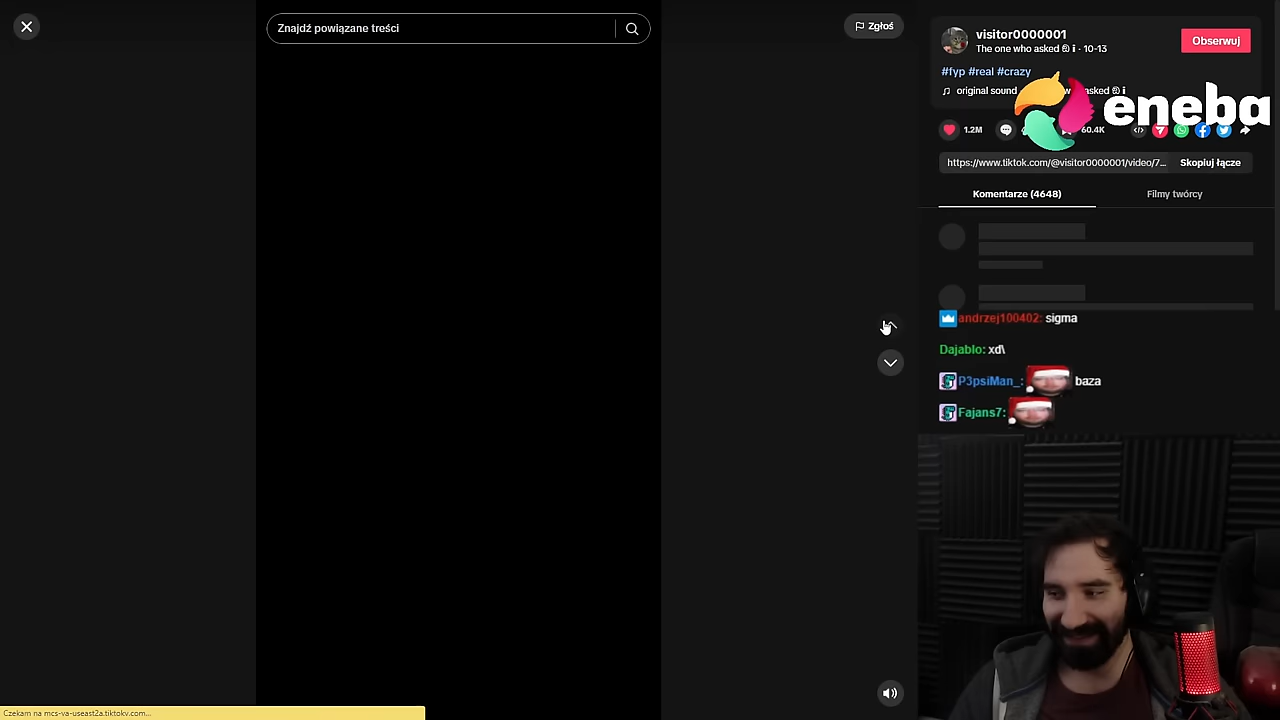 Znajdź powiązane treści
Zgłoś
visitor0000001
The one who asked · 10-13
Obserwuj
#fyp #real #crazy
original sound
asked
eneba
1.2M
60.4K
https://www.tiktok.com/@visitor0000001/video/7...
Skopiuj łącze
Komentarze (4648)
Filmy twórcy
andrzej100402: sigma
Dajablo: xd\
P3psiMan_: baza
Fajans7:
Czekam na mcs-va-useast2a.tiktokv.com...